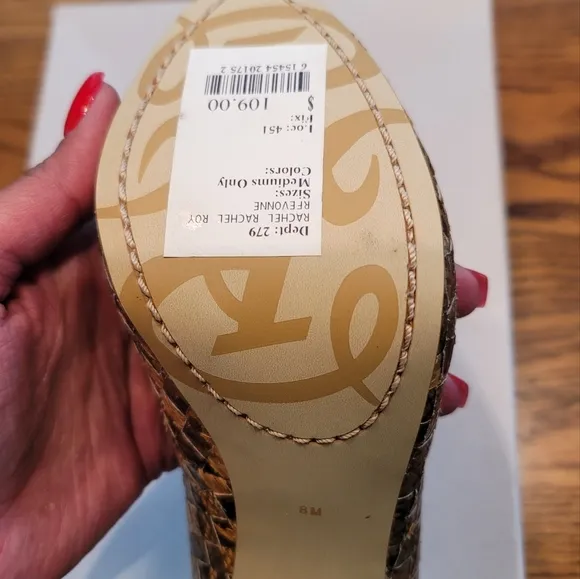 Dept: 279
RACHEL RACHEL ROY
RFEVONNE
Sizes:
Mediums Only
Colors:
Loc: 451
Fix:
$ 109.00
6 15454 20175 2
8M